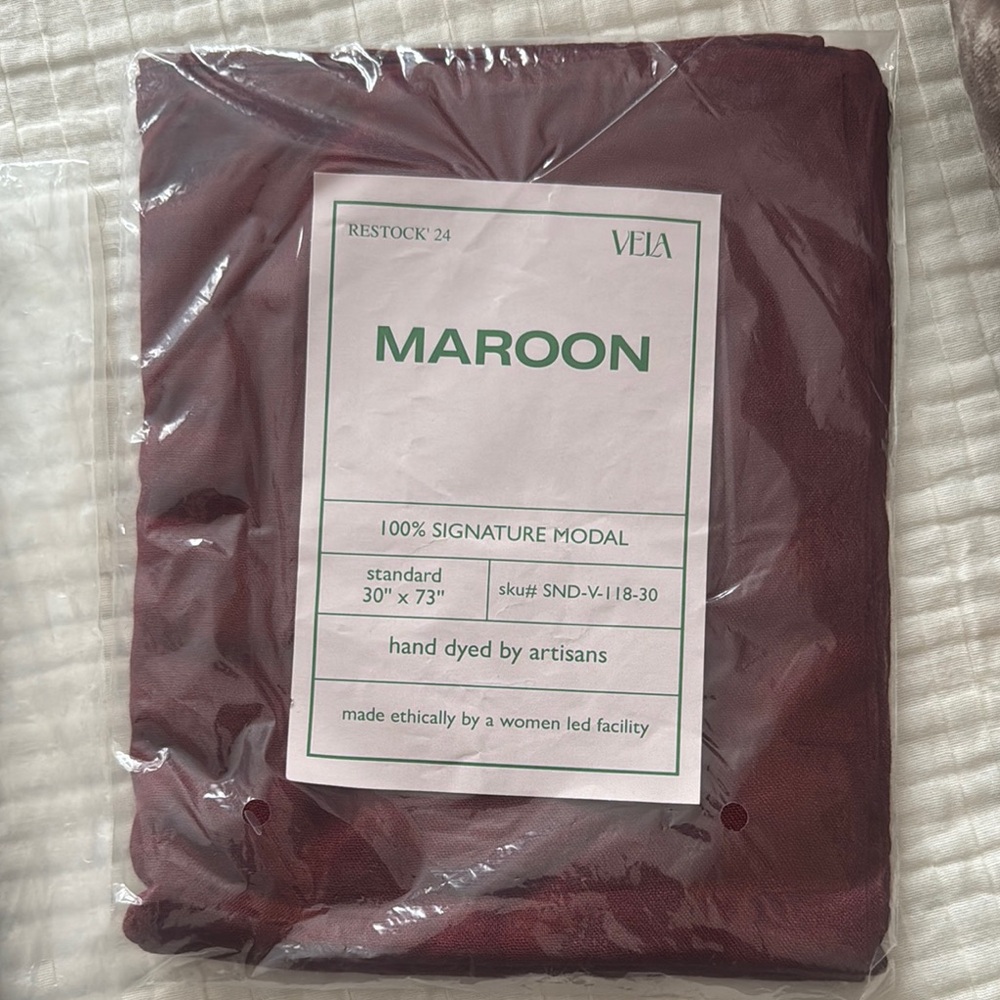 RESTOCK' 24
VELA
MAROON
100% SIGNATURE MODAL
standard
30" x 73"
sku# SND-V-118-30
hand dyed by artisans
made ethically by a women led facility